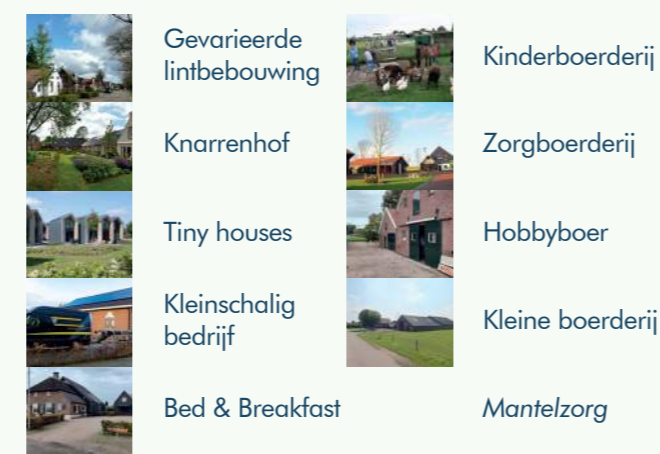 Gevarieerde
lintbebouwing
Knarrenhof
Tiny houses
Kleinschalig
bedrijf
Bed & Breakfast
Kinderboerderij
Zorgboerderij
Hobbyboer
Kleine boerderij
Mantelzorg